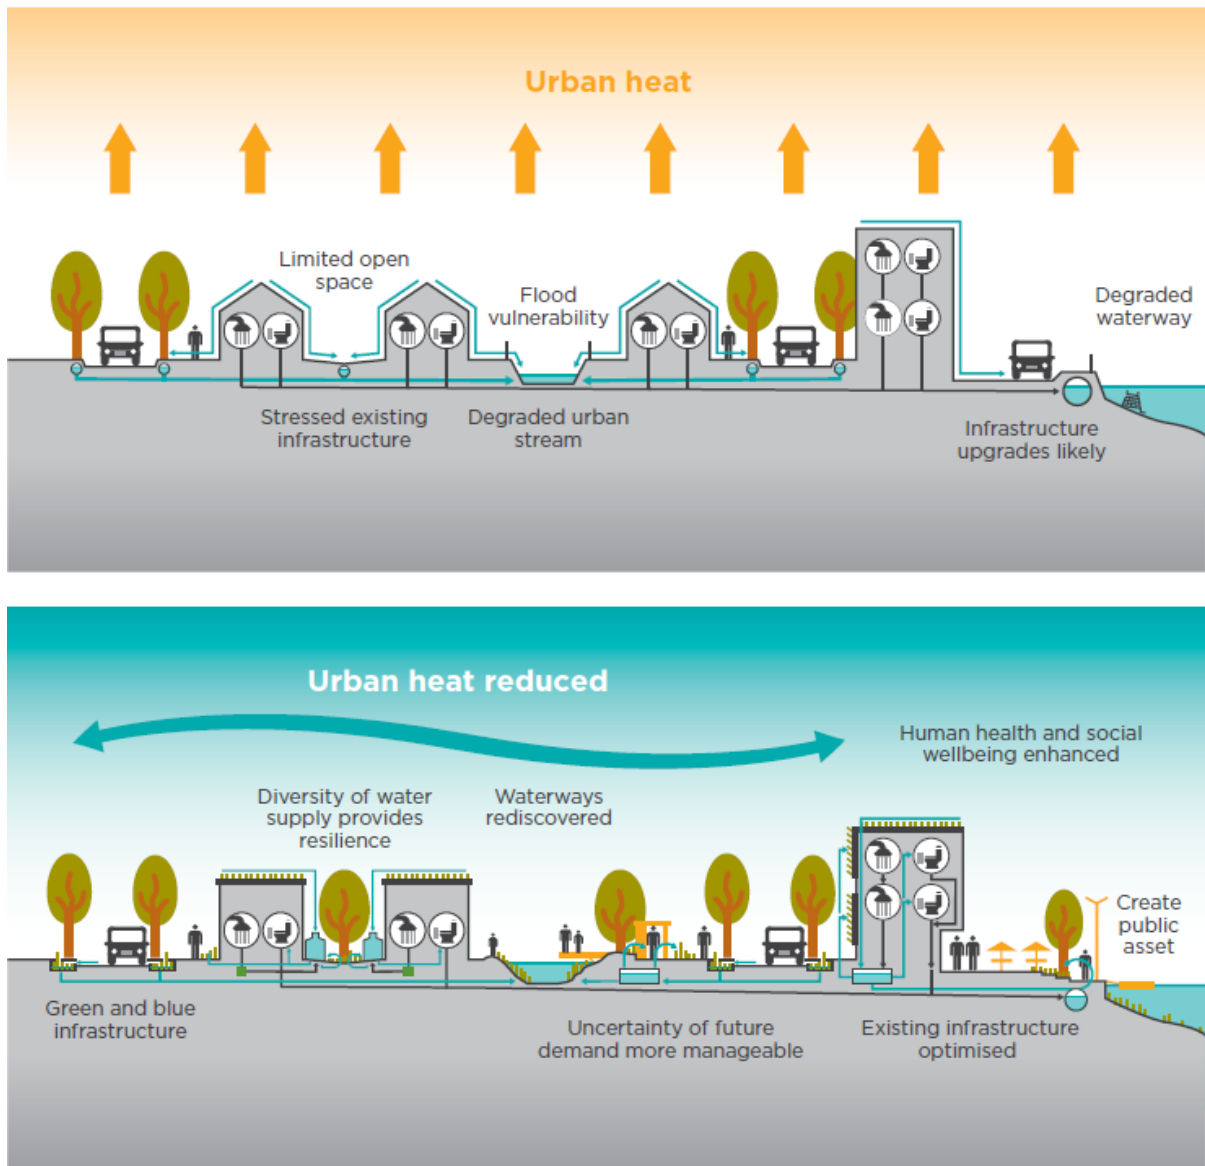 Urban heat
Limited open
space
Flood
vulnerability
Degraded
waterway
Stressed existing
infrastructure
Degraded urban
stream
Infrastructure
upgrades likely
Urban heat reduced
Human health and social
wellbeing enhanced
Diversity of water
supply provides
resilience
Waterways
rediscovered
Create
public
asset
Green and blue
infrastructure
Uncertainty of future
demand more manageable
Existing infrastructure
optimised